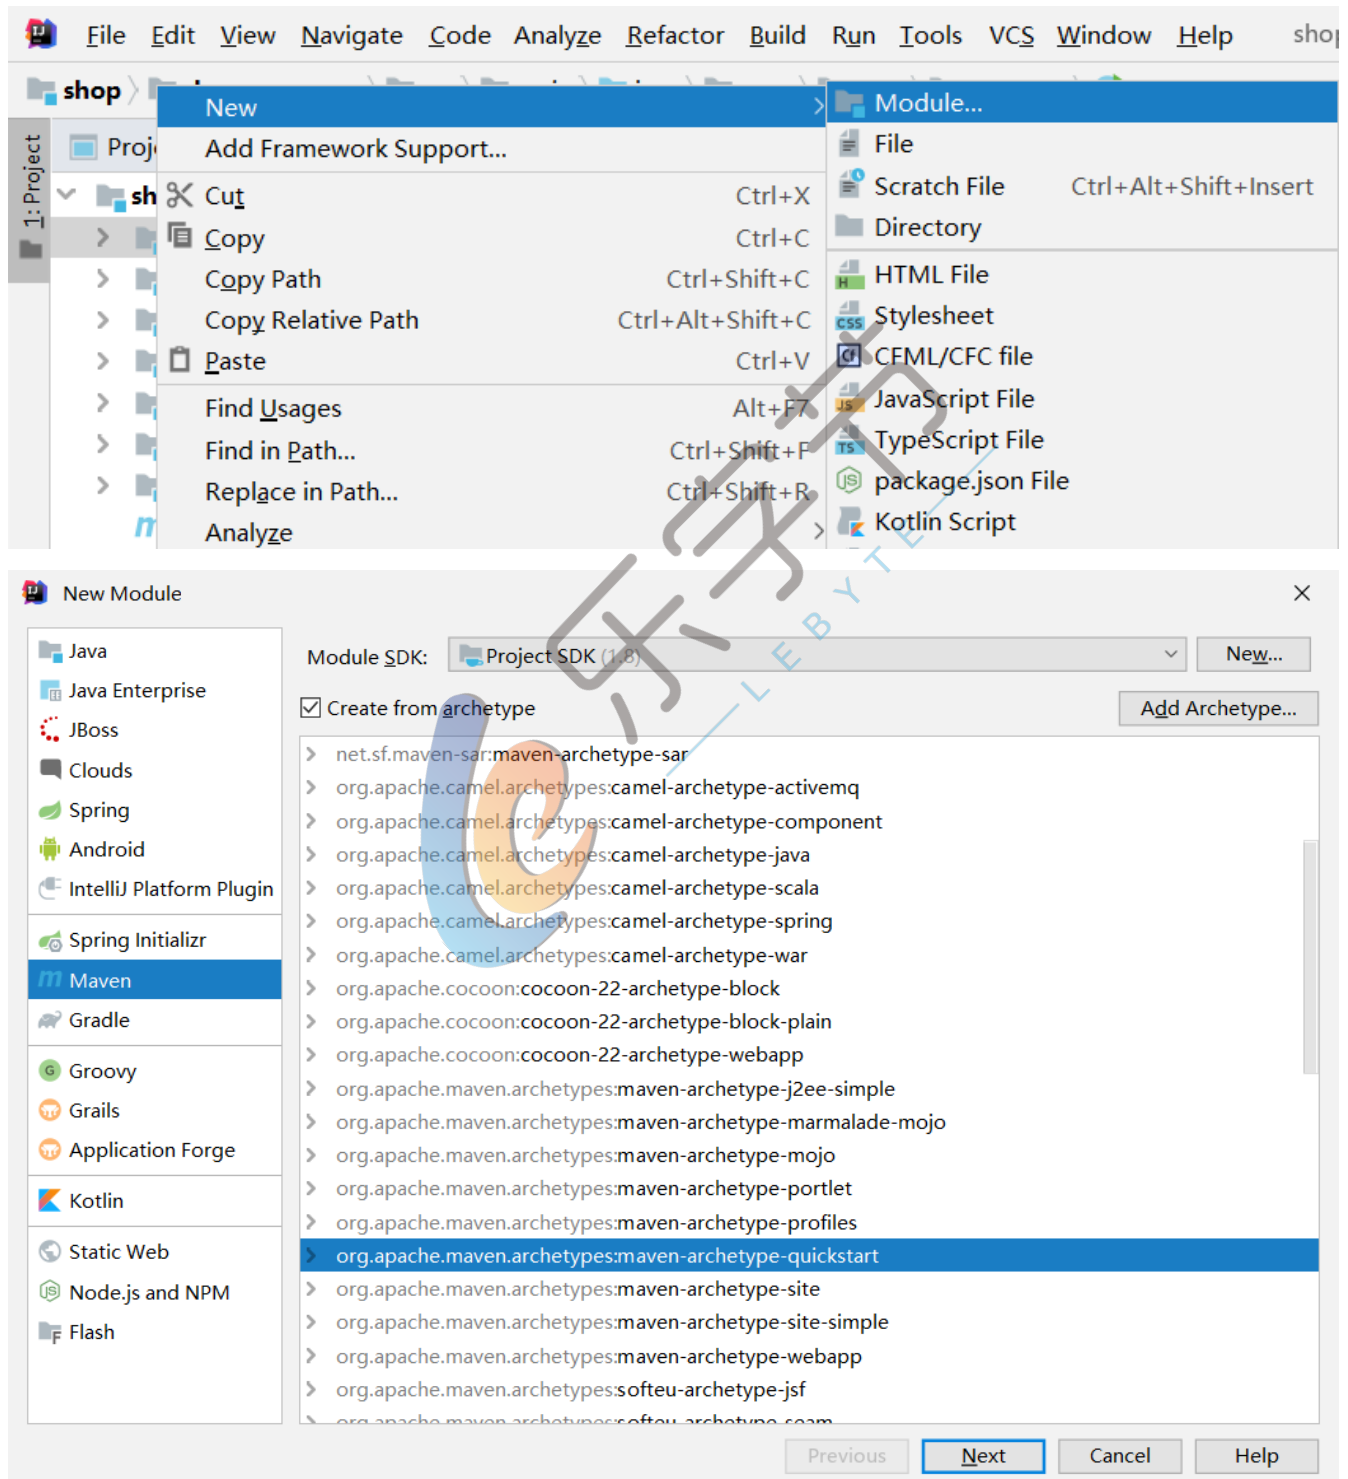 File Edit View Navigate Code Analyze Refactor Build Run Tools VCS Window Help shop
shop
1: Project
Proj
sh
New
Add Framework Support...
Cut Ctrl+X
Copy Ctrl+C
Copy Path Ctrl+Shift+C
Copy Relative Path Ctrl+Alt+Shift+C
Paste Ctrl+V
Find Usages Alt+F7
Find in Path... Ctrl+Shift+F
Replace in Path... Ctrl+Shift+R
Analyze
Module...
File
Scratch File Ctrl+Alt+Shift+Insert
Directory
HTML File
Stylesheet
CFML/CFC file
JavaScript File
TypeScript File
package.json File
Kotlin Script
乐字节
LEBYTE
New Module
Java
Java Enterprise
JBoss
Clouds
Spring
Android
IntelliJ Platform Plugin
Spring Initializr
Maven
Gradle
Groovy
Grails
Application Forge
Kotlin
Static Web
Node.js and NPM
Flash
Module SDK: Project SDK (1.8) New...
Create from archetype Add Archetype...
net.sf.maven-sar:maven-archetype-sar
org.apache.camel.archetypes:camel-archetype-activemq
org.apache.camel.archetypes:camel-archetype-component
org.apache.camel.archetypes:camel-archetype-java
org.apache.camel.archetypes:camel-archetype-scala
org.apache.camel.archetypes:camel-archetype-spring
org.apache.camel.archetypes:camel-archetype-war
org.apache.cocoon:cocoon-22-archetype-block
org.apache.cocoon:cocoon-22-archetype-block-plain
org.apache.cocoon:cocoon-22-archetype-webapp
org.apache.maven.archetypes:maven-archetype-j2ee-simple
org.apache.maven.archetypes:maven-archetype-marmalade-mojo
org.apache.maven.archetypes:maven-archetype-mojo
org.apache.maven.archetypes:maven-archetype-portlet
org.apache.maven.archetypes:maven-archetype-profiles
org.apache.maven.archetypes:maven-archetype-quickstart
org.apache.maven.archetypes:maven-archetype-site
org.apache.maven.archetypes:maven-archetype-site-simple
org.apache.maven.archetypes:maven-archetype-webapp
org.apache.maven.archetypes:softeu-archetype-jsf
org.apache.maven.archetypes:softeu-archetype-seam
Previous Next Cancel Help